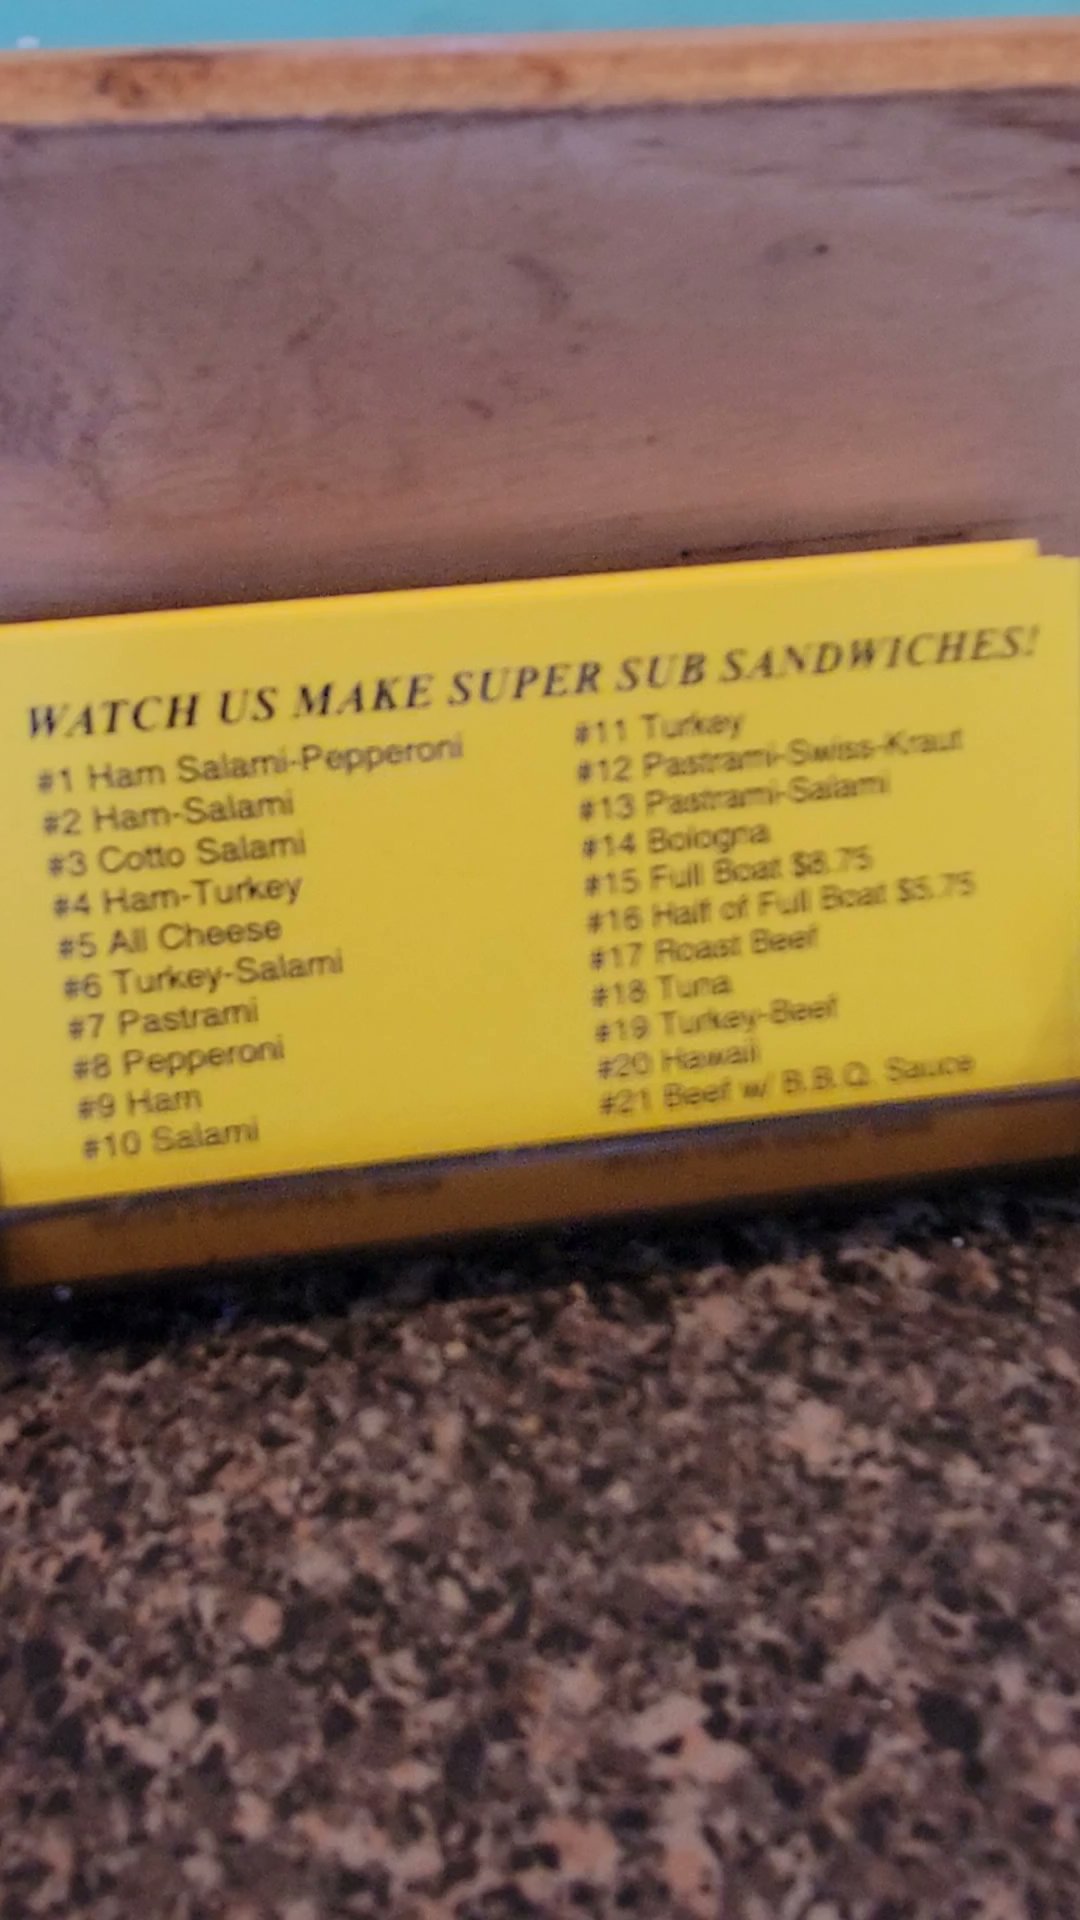 WATCH US MAKE SUPER SUB SANDWICHES!
#1 Ham Salami-Pepperoni
#2 Ham-Salami
#3 Cotto Salami
#4 Ham-Turkey
#5 All Cheese
#6 Turkey-Salami
#7 Pastrami
#8 Pepperoni
#9 Ham
#10 Salami
#11 Turkey
#12 Pastrami-Swiss-Kraut
#13 Pastrami-Salami
#14 Bologna
#15 Full Boat $8.75
#16 Half of Full Boat $5.75
#17 Roast Beef
#18 Tuna
#19 Turkey-Beef
#20 Hawaii
#21 Beef w/ B.B.Q. Sauce